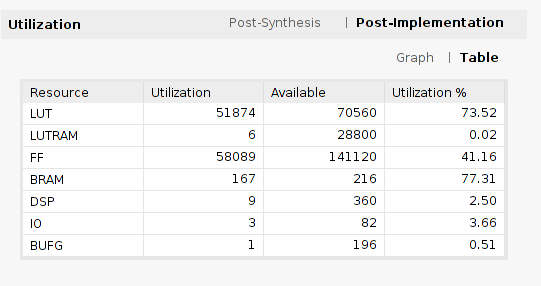 Utilization Post-Synthesis | Post-Implementation
Graph | Table
Resource Utilization Available Utilization %
LUT 51874 70560 73.52
LUTRAM 6 28800 0.02
FF 58089 141120 41.16
BRAM 167 216 77.31
DSP 9 360 2.50
IO 3 82 3.66
BUFG 1 196 0.51